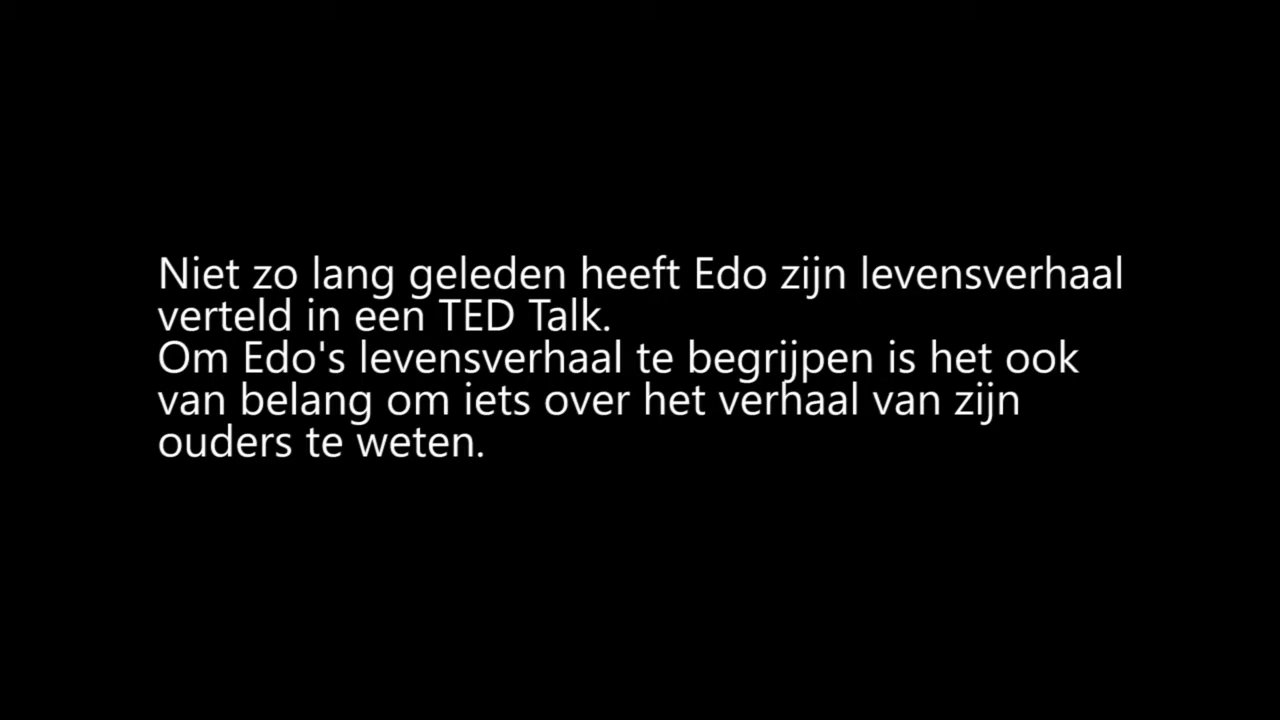 Niet zo lang geleden heeft Edo zijn levensverhaal
verteld in een TED Talk.
Om Edo's levensverhaal te begrijpen is het ook
van belang om iets over het verhaal van zijn
ouders te weten.